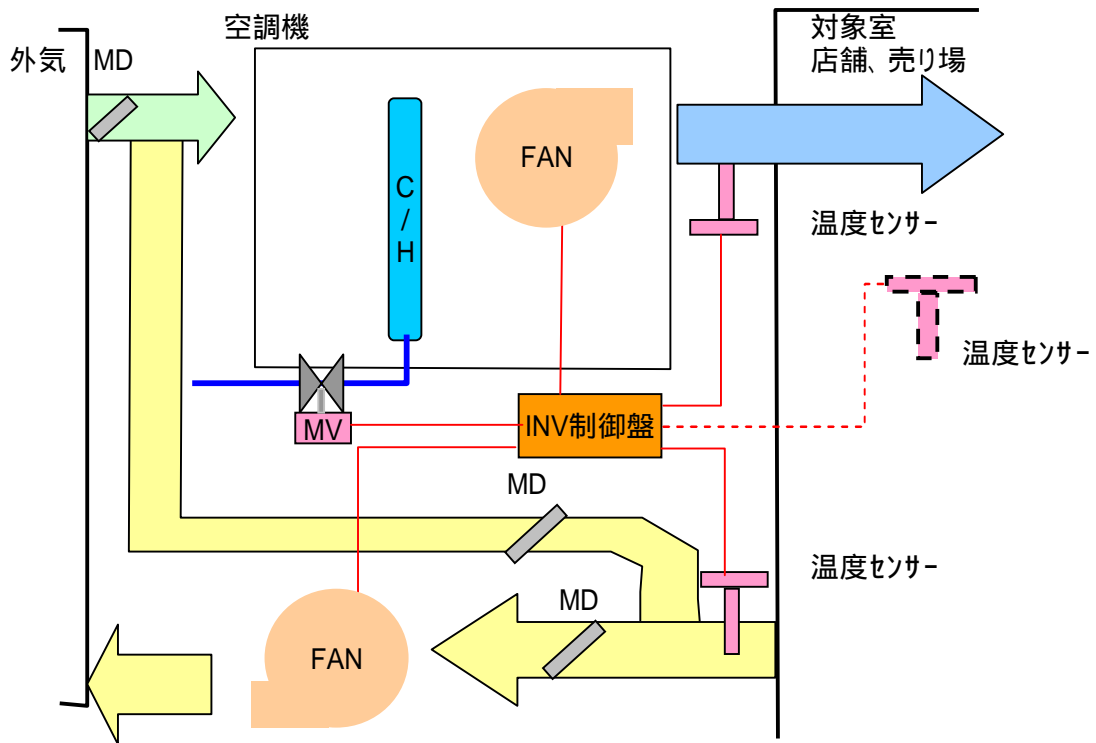 空調機
対象室
店舗、売り場
外気
MD
FAN
C
/
H
温度ｾﾝｻｰ
温度ｾﾝｻｰ
INV制御盤
MV
MD
温度ｾﾝｻｰ
MD
FAN